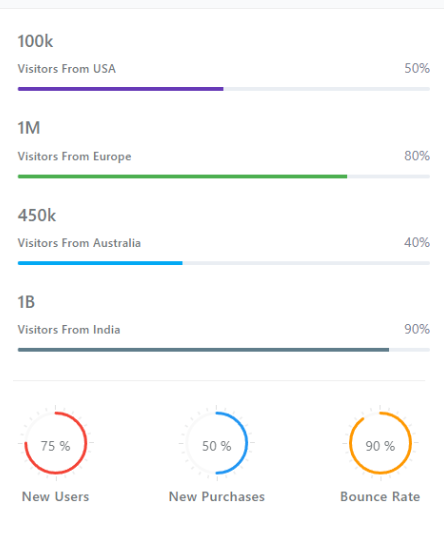 100k
Visitors From USA 50%
1M
Visitors From Europe 80%
450k
Visitors From Australia 40%
1B
Visitors From India 90%
75 % 50 % 90 %
New Users New Purchases Bounce Rate